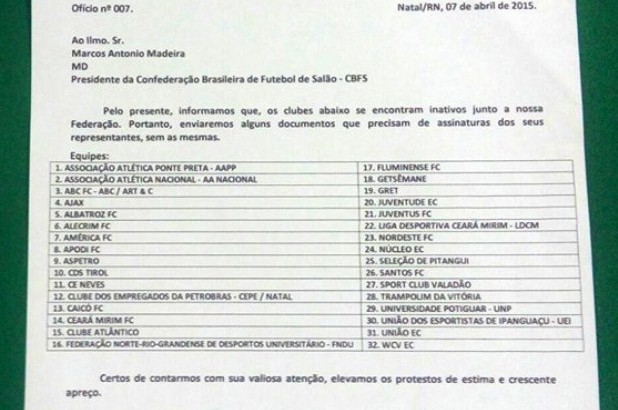 Ofício nº 007.
Natal/RN, 07 de abril de 2015.
Ao Ilmo. Sr.
Marcos Antonio Madeira
MD
Presidente da Confederação Brasileira de Futebol de Salão - CBFS
Pelo presente, informamos que, os clubes abaixo se encontram inativos junto a nossa
Federação. Portanto, enviaremos alguns documentos que precisam de assinaturas dos seus
representantes, sem as mesmas.
Equipes:
1. ASSOCIAÇÃO ATLÉTICA PONTE PRETA - AAPP
2. ASSOCIAÇÃO ATLÉTICA NACIONAL - AA NACIONAL
3. ABC FC - ABC / ART & C
4. AJAX
5. ALBATROZ FC
6. ALECRIM FC
7. AMÉRICA FC
8. APODI FC
9. ASPETRO
10. CDS TIROL
11. CE NEVES
12. CLUBE DOS EMPREGADOS DA PETROBRAS - CEPE / NATAL
13. CAICÓ FC
14. CEARÁ MIRIM FC
15. CLUBE ATLÂNTICO
16. FEDERAÇÃO NORTE-RIO-GRANDENSE DE DESPORTOS UNIVERSITÁRIO - FNDU
17. FLUMINENSE FC
18. GETSÊMANE
19. GRET
20. JUVENTUDE EC
21. JUVENTUS FC
22. LIGA DESPORTIVA CEARÁ MIRIM - LDCM
23. NORDESTE FC
24. NÚCLEO EC
25. SELEÇÃO DE PITANGUI
26. SANTOS FC
27. SPORT CLUB VALADÃO
28. TRAMPOLIM DA VITÓRIA
29. UNIVERSIDADE POTIGUAR - UNP
30. UNIÃO DOS ESPORTISTAS DE IPANGUAÇU - UEI
31. UNIÃO EC
32. WCV EC
Certos de contarmos com sua valiosa atenção, elevamos os protestos de estima e crescente
apreço.